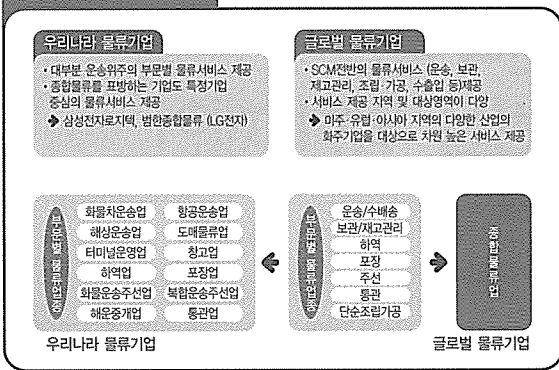 우리나라 물류기업
· 대부분 운송위주의 부문별 물류서비스 제공
· 종합물류를 표방하는 기업도 특정기업
중심의 물류서비스 제공
➔ 삼성전자로지텍, 범한종합물류 (LG전자)
글로벌 물류기업
· SCM전반의 물류서비스 (운송, 보관,
재고관리, 조립·가공, 수출입 등)제공
· 서비스 제공 지역 및 대상영역이 다양
➔ 미주·유럽·아시아 지역의 다양한 산업의
화주기업을 대상으로 차원 높은 서비스 제공
부문별 물류업종
화물차운송업 항공운송업
해상운송업 도매물류업
터미널운영업 창고업
하역업 포장업
화물운송주선업 복합운송주선업
해운중개업 통관업
우리나라 물류기업
부문별 물류업종
운송/수배송
보관/재고관리
하역
포장
주선
통관
단순조립가공
종합물류기업
글로벌 물류기업